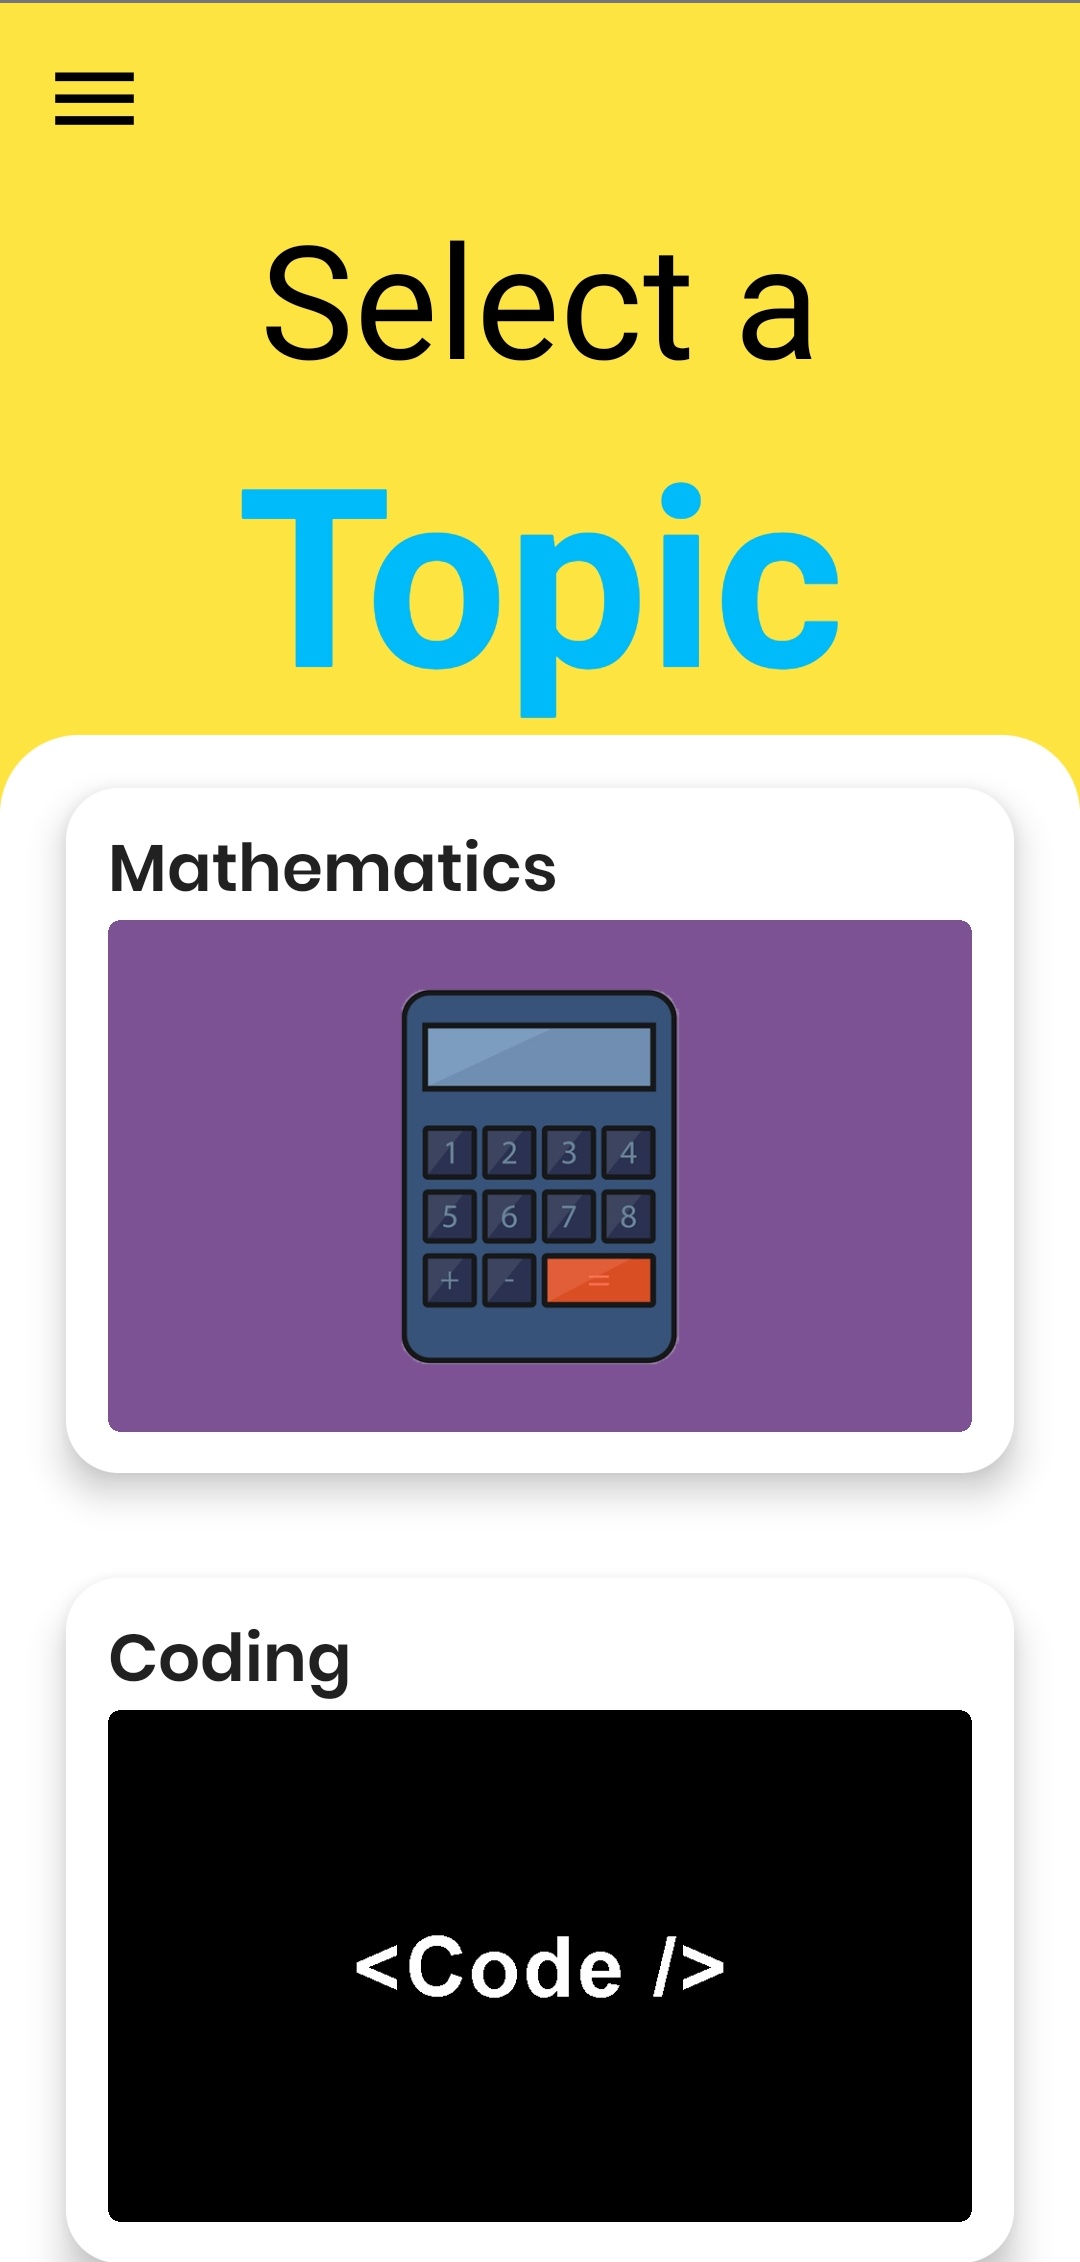 Select a
Topic
Mathematics
1 2 3 4
5 6 7 8
+ - =
Coding
<Code />